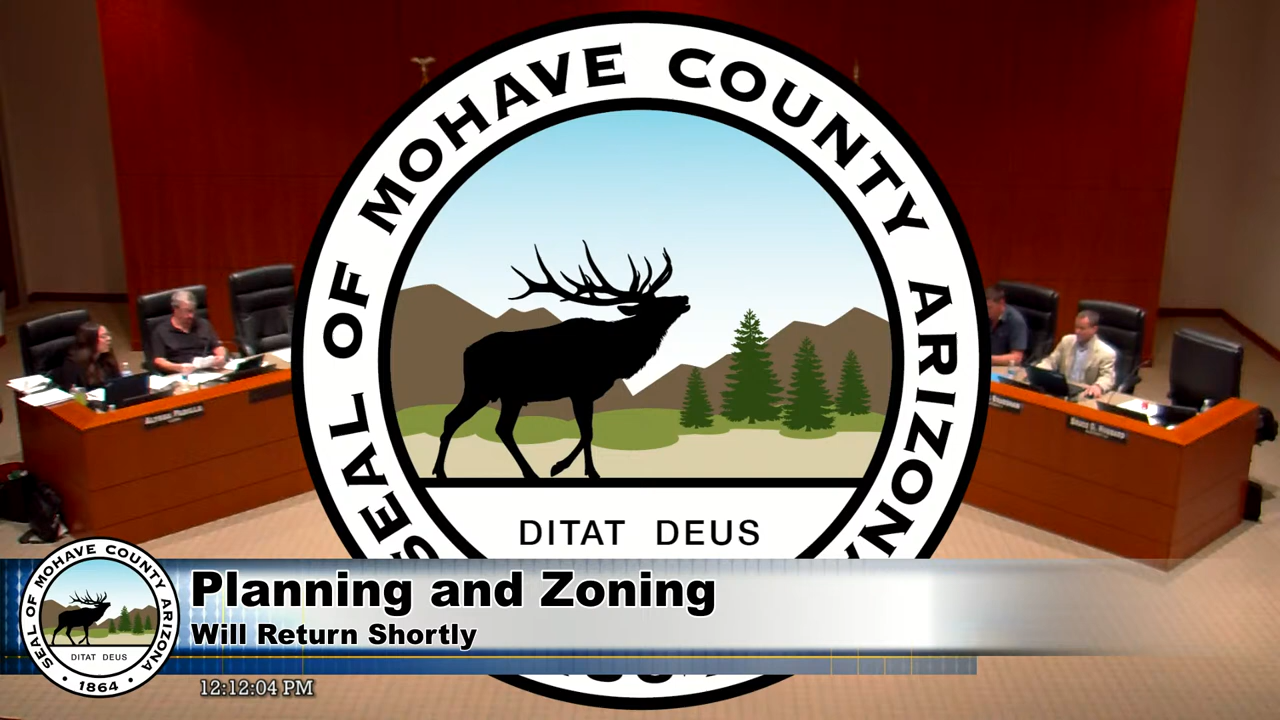 SEAL OF MOHAVE COUNTY ARIZONA
DITAT DEUS
Planning and Zoning
Will Return Shortly
SEAL OF MOHAVE COUNTY ARIZONA
DITAT DEUS
• 1864 •
12:12:04 PM